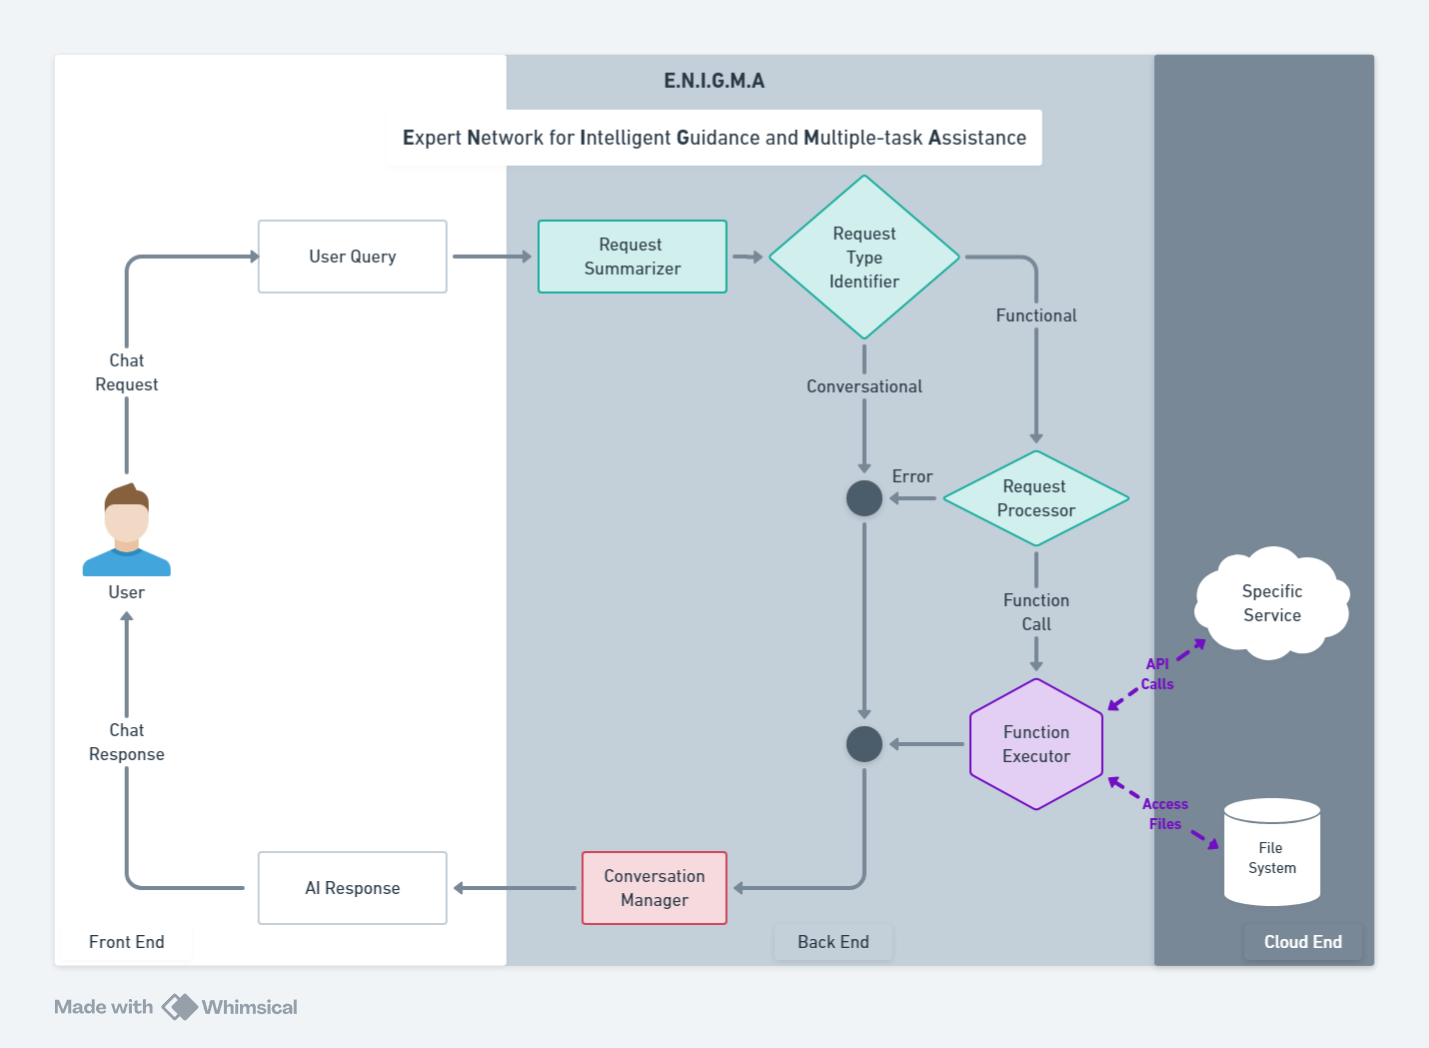 E.N.I.G.M.A
Expert Network for Intelligent Guidance and Multiple-task Assistance
User Query
Request
Summarizer
Request
Type
Identifier
Functional
Chat
Request
Conversational
Error
Request
Processor
User
Function
Call
Specific
Service
API
Calls
Chat
Response
Function
Executor
Access
Files
File
System
AI Response
Conversation
Manager
Front End
Back End
Cloud End
Made with Whimsical